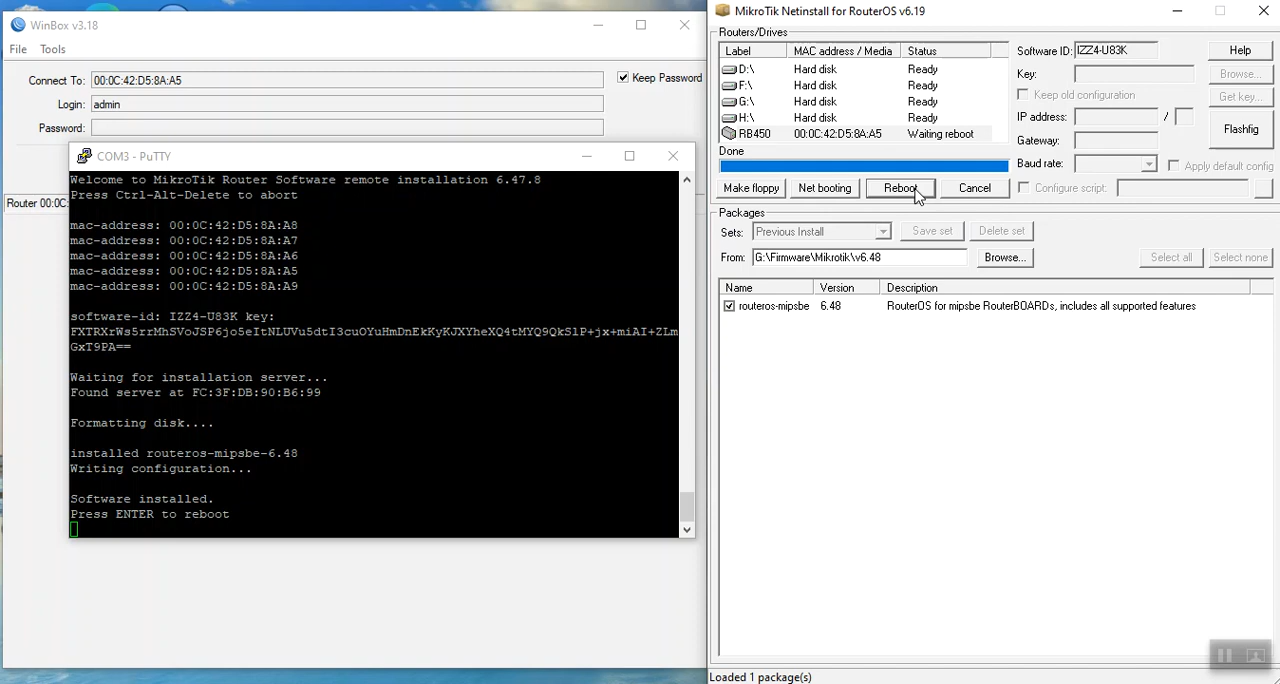 WinBox v3.18
File Tools
Connect To: 00:0C:42:D5:8A:A5
Keep Password
Login: admin
Password:
Router 00:0C:
COM3 - PuTTY
Welcome to MikroTik Router Software remote installation 6.47.8
Press Ctrl-Alt-Delete to abort
mac-address: 00:0C:42:D5:8A:A8
mac-address: 00:0C:42:D5:8A:A7
mac-address: 00:0C:42:D5:8A:A6
mac-address: 00:0C:42:D5:8A:A5
mac-address: 00:0C:42:D5:8A:A9
software-id: IZZ4-U83K key:
FXTRXrWs5rrMhSVoJSP6jo5eItNLUVu5dtI3cuOYuHmDnEkKyKJXYheXQ4tMYQ9QkSlP+jx+miAI+ZLm
GxT9PA==
Waiting for installation server...
Found server at FC:3F:DB:90:B6:99
Formatting disk....
installed routeros-mipsbe-6.48
Writing configuration...
Software installed.
Press ENTER to reboot
MikroTik Netinstall for RouterOS v6.19
Routers/Drives
Label MAC address / Media Status
D:\ Hard disk Ready
F:\ Hard disk Ready
G:\ Hard disk Ready
H:\ Hard disk Ready
RB450 00:0C:42:D5:8A:A5 Waiting reboot
Done
Make floppy Net booting Reboot Cancel
Software ID: IZZ4-U83K Help
Key: Browse...
Keep old configuration Get key...
IP address: / Flashfig
Gateway:
Baud rate: Apply default config
Configure script:
Packages
Sets: Previous Install Save set Delete set
From: G:\Firmware\Mikrotik\v6.48 Browse... Select all Select none
Name Version Description
routeros-mipsbe 6.48 RouterOS for mipsbe RouterBOARDs, includes all supported features
Loaded 1 package(s)